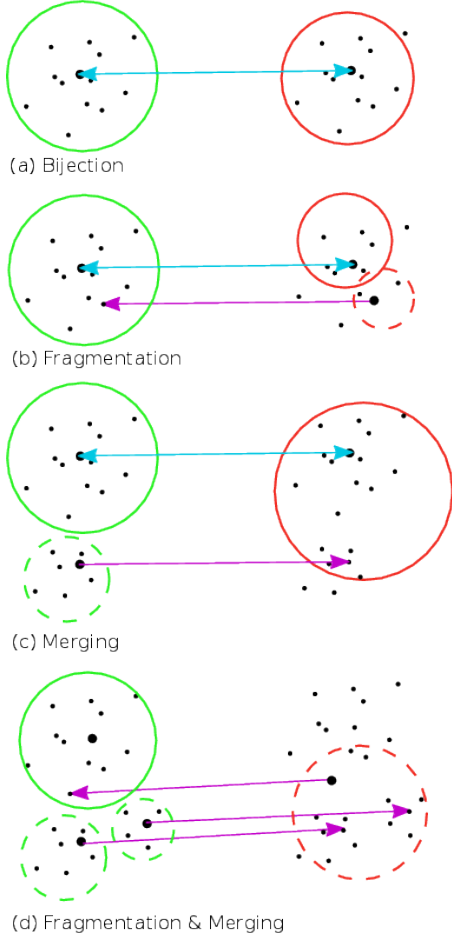 (a) Bijection
(b) Fragmentation
(c) Merging
(d) Fragmentation & Merging